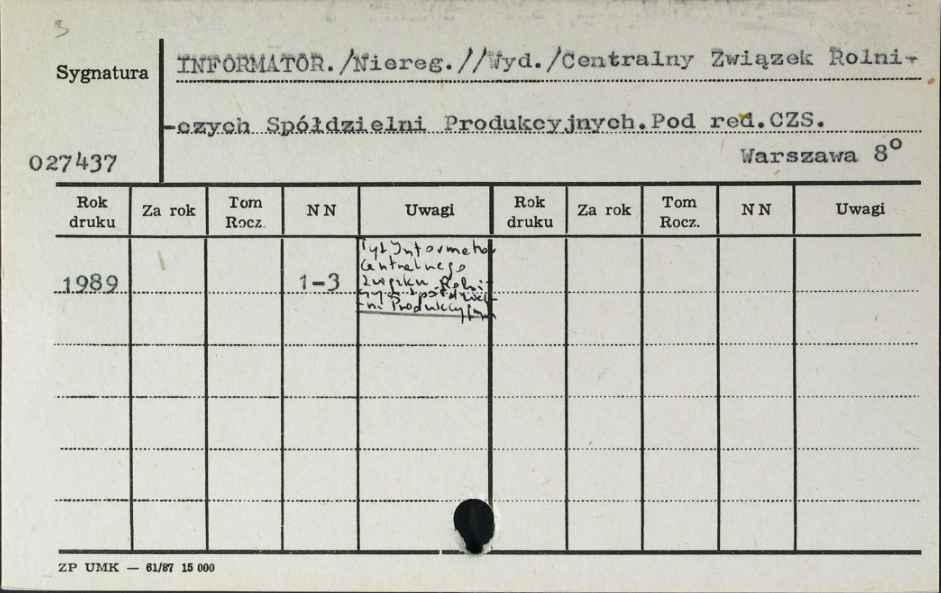 3
Sygnatura
INFORMATOR./Niereg.//Wyd./Centralny Związek Rolni-
-czych Spółdzielni Produkcyjnych.Pod red.CZS.
027437
Warszawa 8°
Rok druku Za rok Tom Rocz. N N Uwagi Rok druku Za rok Tom Rocz. N N Uwagi
1989 1-3
Tyt Informator
Centralnego
Związku Rolni-
czych Spółdziel-
-ni Produkcyjnych
ZP UMK — 61/87 15 000